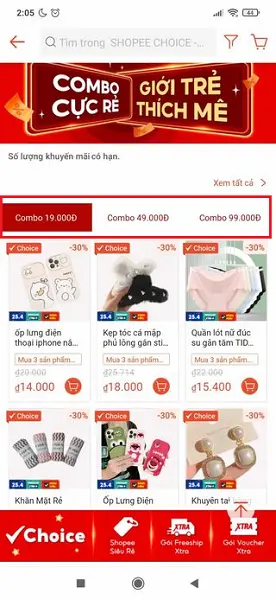 2:05
44
Tìm trong SHOPEE CHOICE -...
COMBO CỰC RẺ
GIỚI TRẺ THÍCH MÊ
Số lượng khuyến mãi có hạn.
Xem tất cả
Combo 19.000Đ
Combo 49.000Đ
Combo 99.000Đ
Choice -30%
Choice -30%
Choice -30%
25.4
25.4
25.4
ốp lưng điện thoại iphone nâ...
Kẹp tóc cá mập phủ lông gắn sti...
Quần lót nữ đúc su gân tăm TID...
Mua 3 sản phẩm...
Mua 3 sản phẩm...
Mua 3 sản phẩm...
₫20.000
₫25.714
₫22.000
₫14.000
₫18.000
₫15.400
Choice -30%
Choice -30%
Choice -30%
25.4
25.4
25.4
Khăn Mặt Rẻ
Ốp Lưng Điện
Khuyên tai
Choice
Shopee Siêu Rẻ
XTRA
Gói Freeship Xtra
XTRA
Gói Voucher Xtra